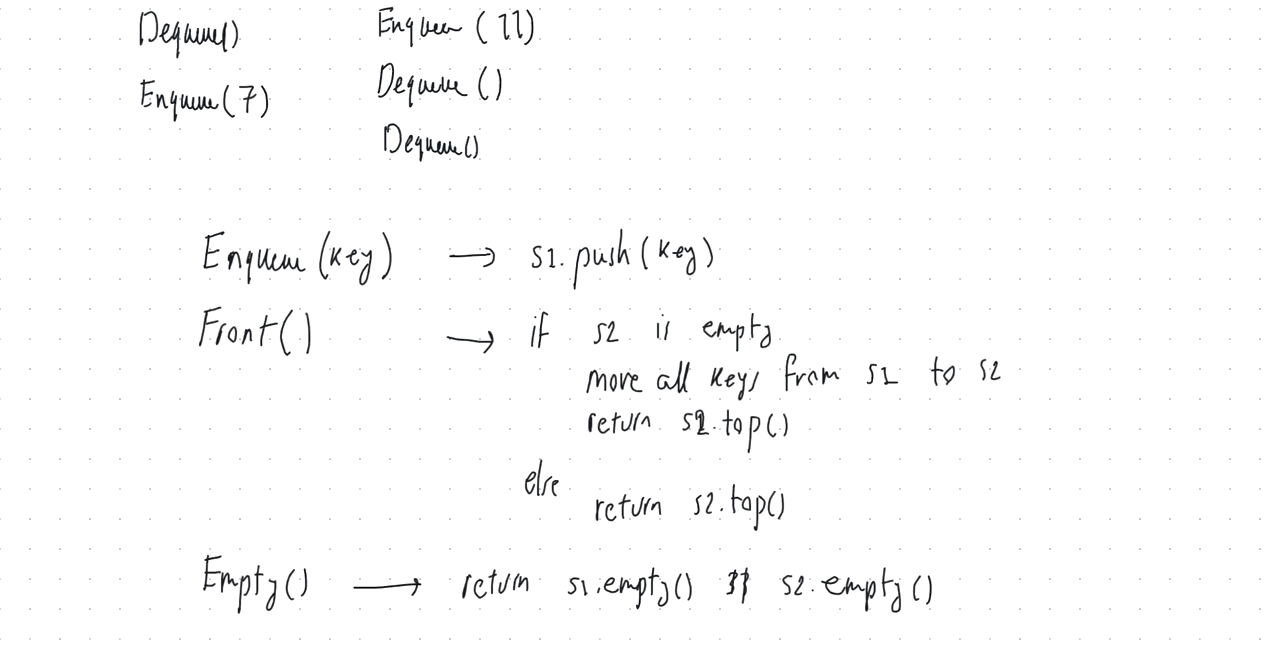 Dequeue()
Enqueue(7)
Enqueue (11)
Dequeue ()
Dequeue()
Enqueue (key) → s1.push(key)
Front() → if s2 is empty
move all keys from s1 to s2
return s2.top()
else
return s2.top()
Empty() → return s1.empty() && s2.empty()